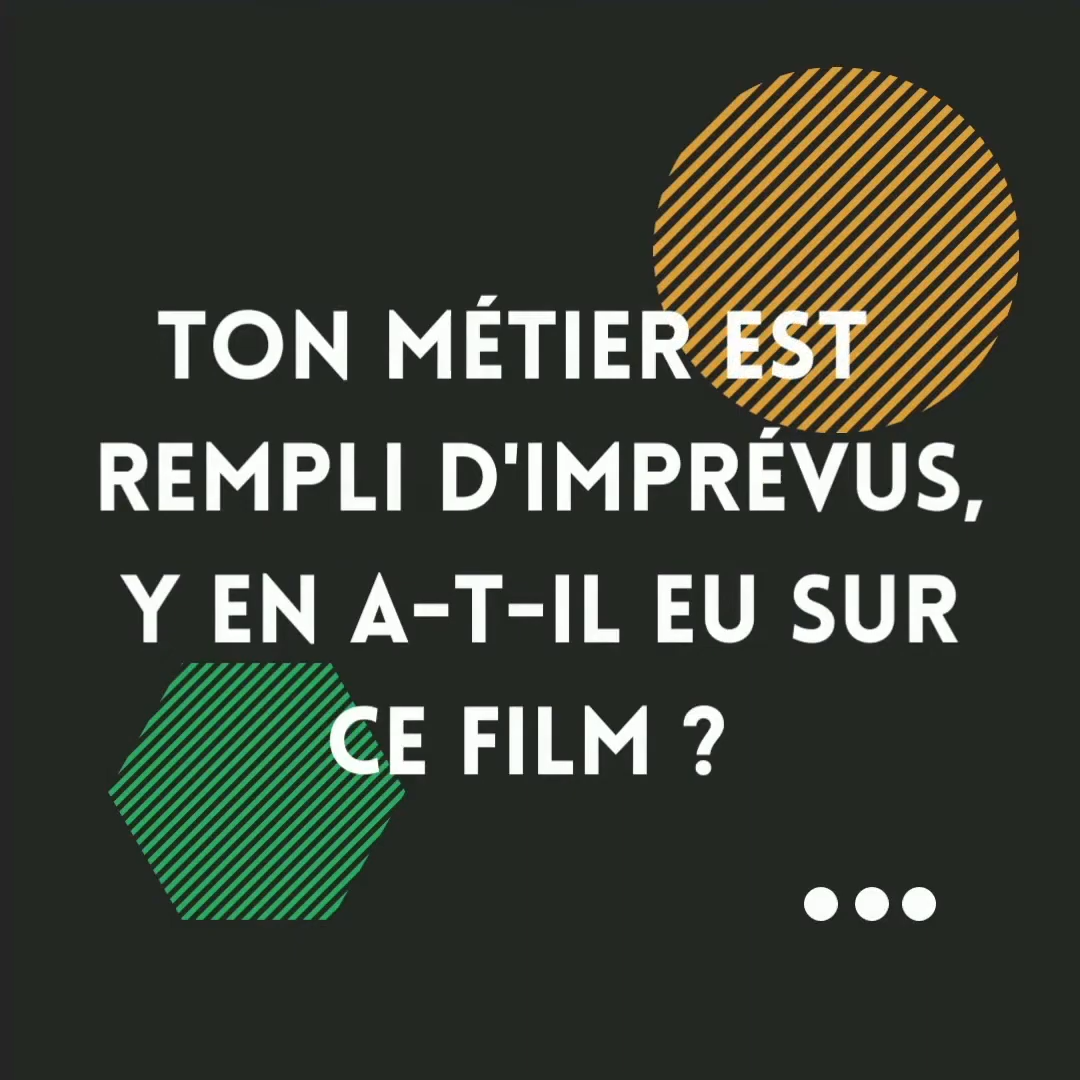 TON MÉTIER EST
REMPLI D'IMPRÉVUS,
Y EN A-T-IL EU SUR
CE FILM ?